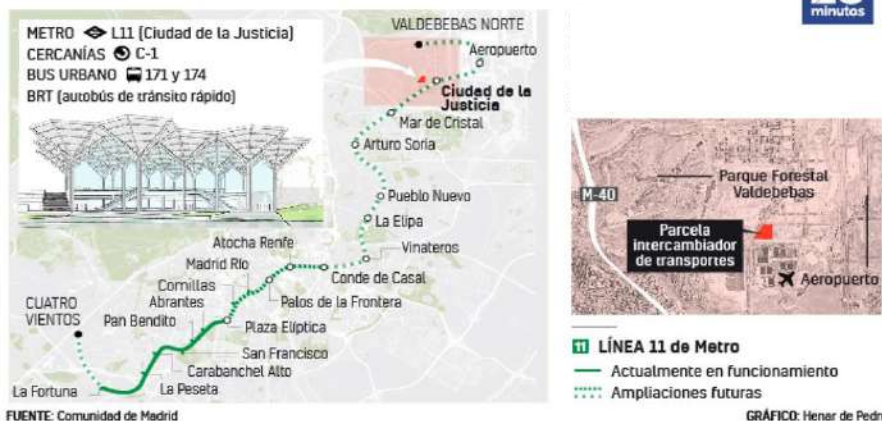 minutos
METRO L11 (Ciudad de la Justicia)
CERCANÍAS C-1
BUS URBANO 171 y 174
BRT (autobús de tránsito rápido)
VALDEBEBAS NORTE
Aeropuerto
Ciudad de la
Justicia
Mar de Cristal
Arturo Soria
Pueblo Nuevo
La Elipa
Vinateros
Conde de Casal
Atocha Renfe
Madrid Río
Palos de la Frontera
Comillas
Abrantes
Plaza Elíptica
Pan Bendito
San Francisco
Carabanchel Alto
La Peseta
La Fortuna
CUATRO
VIENTOS
M-40
Parque Forestal
Valdebebas
Parcela
intercambiador
de transportes
Aeropuerto
11 LÍNEA 11 de Metro
Actualmente en funcionamiento
Ampliaciones futuras
FUENTE: Comunidad de Madrid
GRÁFICO: Henar de Pedr